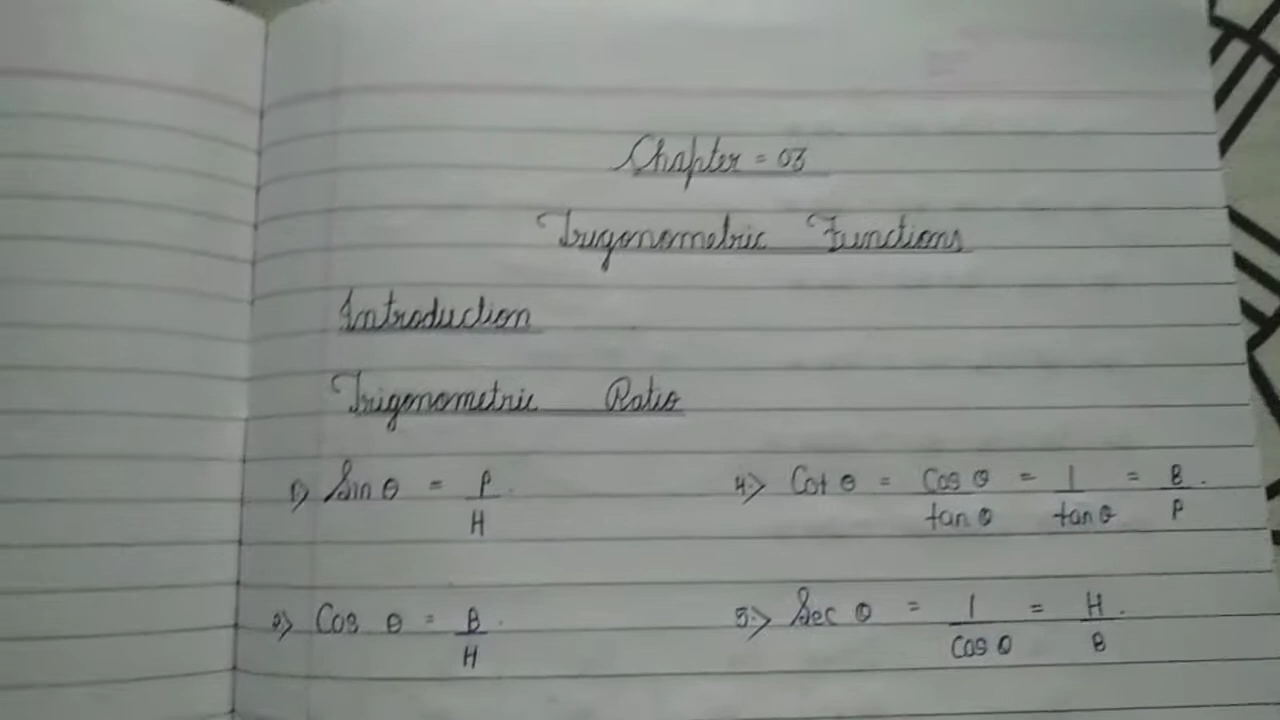 Chapter = 03
Trigonometric Functions
Introduction
Trigonometric Ratio
1) Sin θ = P/H.
4.> Cot θ = Cos θ/tan θ = 1/tan θ = B/P.
2) Cos θ = B/H.
5.> Sec θ = 1/Cos θ = H/B.